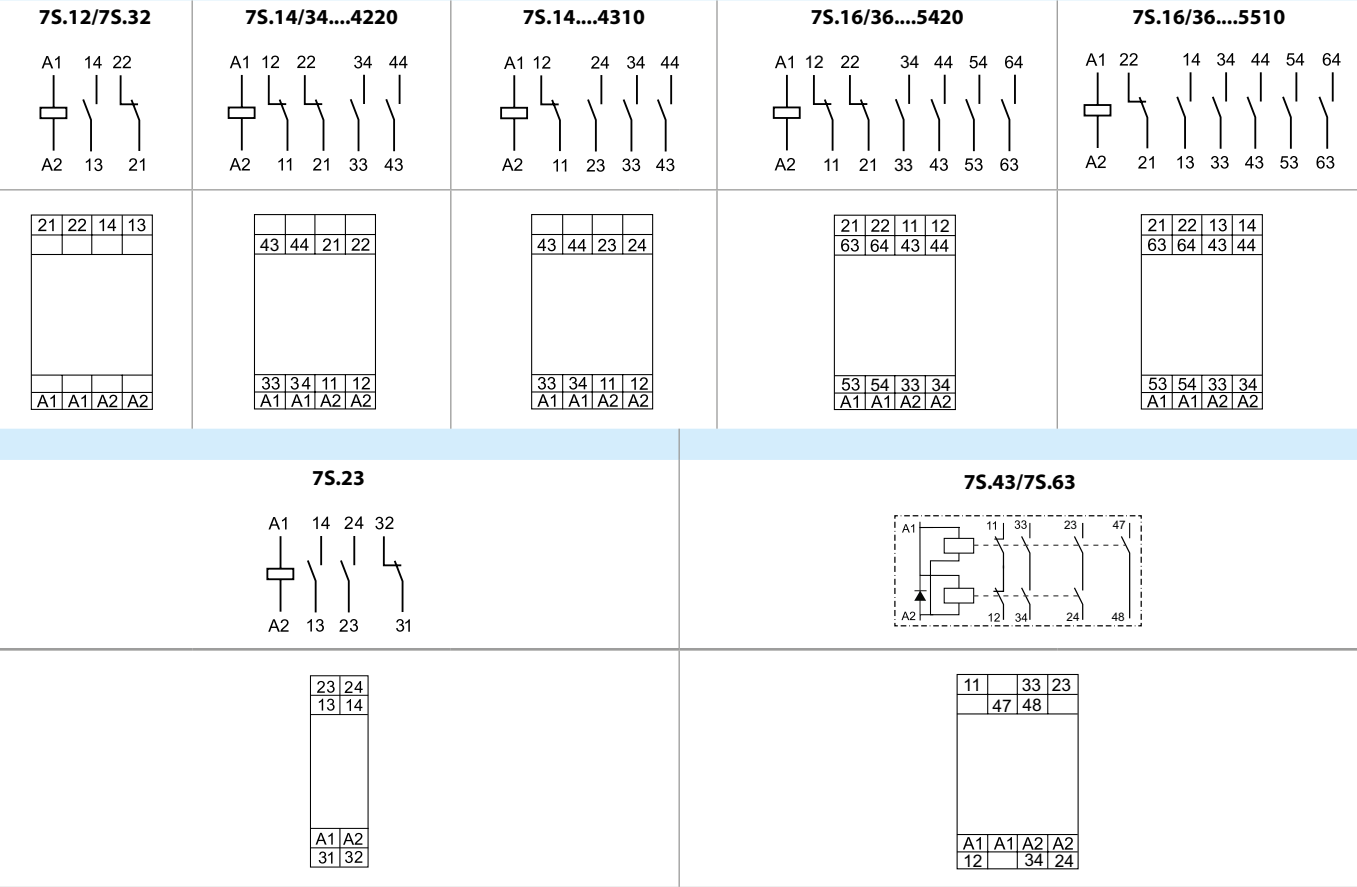 7S.12/7S.32 7S.14/34....4220 7S.14....4310 7S.16/36....5420 7S.16/36....5510
A1 14 22 A1 12 22 34 44 A1 12 24 34 44 A1 12 22 34 44 54 64 A1 22 14 34 44 54 64
A2 13 21 A2 11 21 33 43 A2 11 23 33 43 A2 11 21 33 43 53 63 A2 21 13 33 43 53 63
21 22 14 13 21 22 11 12 21 22 13 14
43 44 21 22 43 44 23 24 63 64 43 44 63 64 43 44
33 34 11 12 33 34 11 12 53 54 33 34 53 54 33 34
A1 A1 A2 A2 A1 A1 A2 A2 A1 A1 A2 A2 A1 A1 A2 A2 A1 A1 A2 A2
7S.23
A1 14 24 32
A2 13 23 31
23 24
13 14
A1 A2
31 32
7S.43/7S.63
A1 11 33 23 47
A2 12 34 24 48
11 33 23
47 48
A1 A1 A2 A2
12 34 24